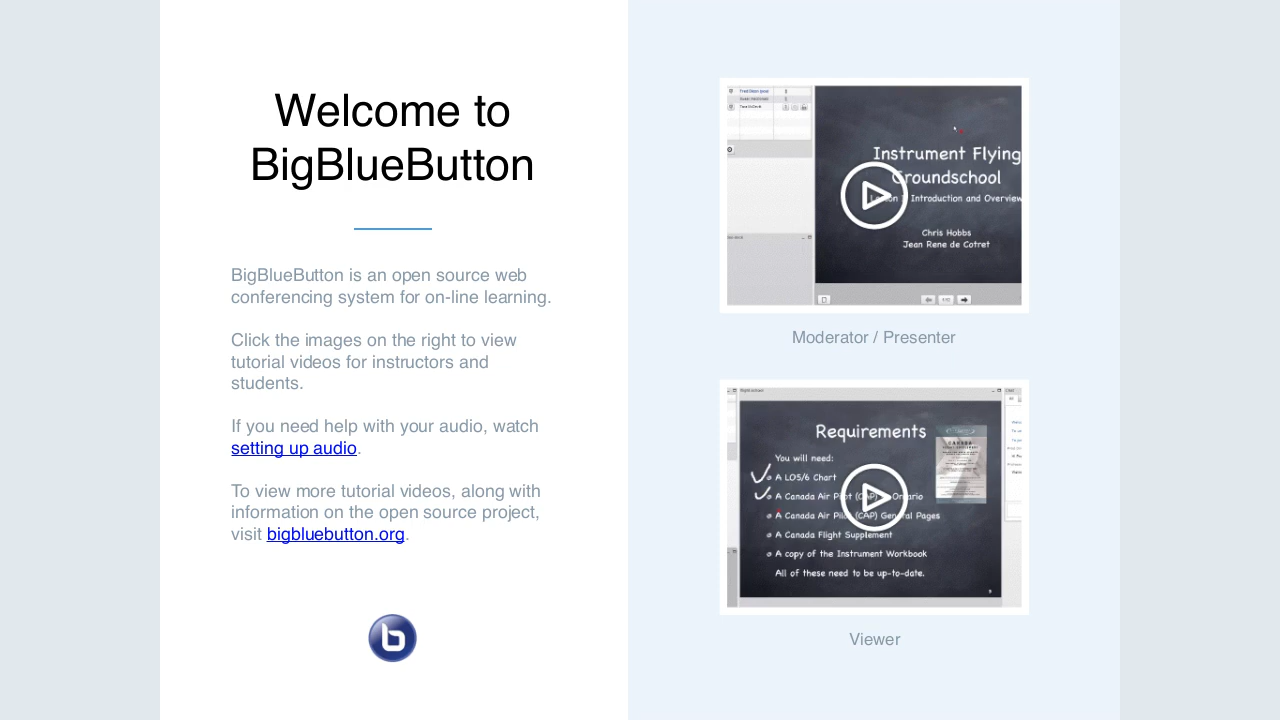 Welcome to
BigBlueButton
BigBlueButton is an open source web
conferencing system for on-line learning.
Click the images on the right to view
tutorial videos for instructors and
students.
If you need help with your audio, watch
setting up audio.
To view more tutorial videos, along with
information on the open source project,
visit bigbluebutton.org.
b
Instrument Flying
Groundschool
Introduction and Overview
Chris Hobbs
Jean Rene de Cotret
Moderator / Presenter
Requirements
You will need:
A LO5/6 Chart
A Canada Air Pilot (CAP) Ontario
A Canada Air Pilot (CAP) General Pages
A Canada Flight Supplement
A copy of the Instrument Workbook
All of these need to be up-to-date.
CANADA
Viewer